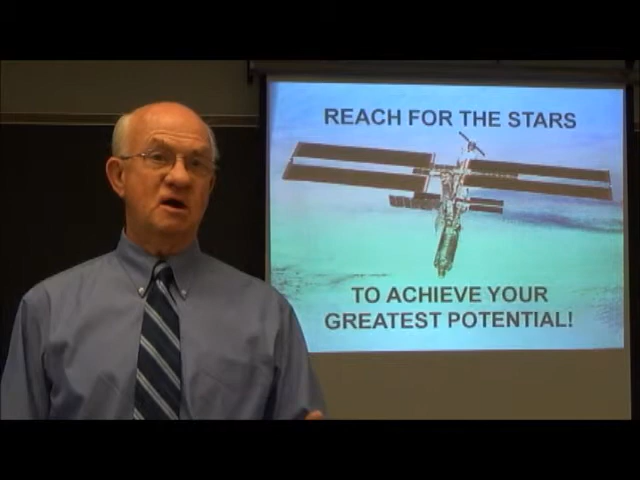 REACH FOR THE STARS
TO ACHIEVE YOUR
GREATEST POTENTIAL!